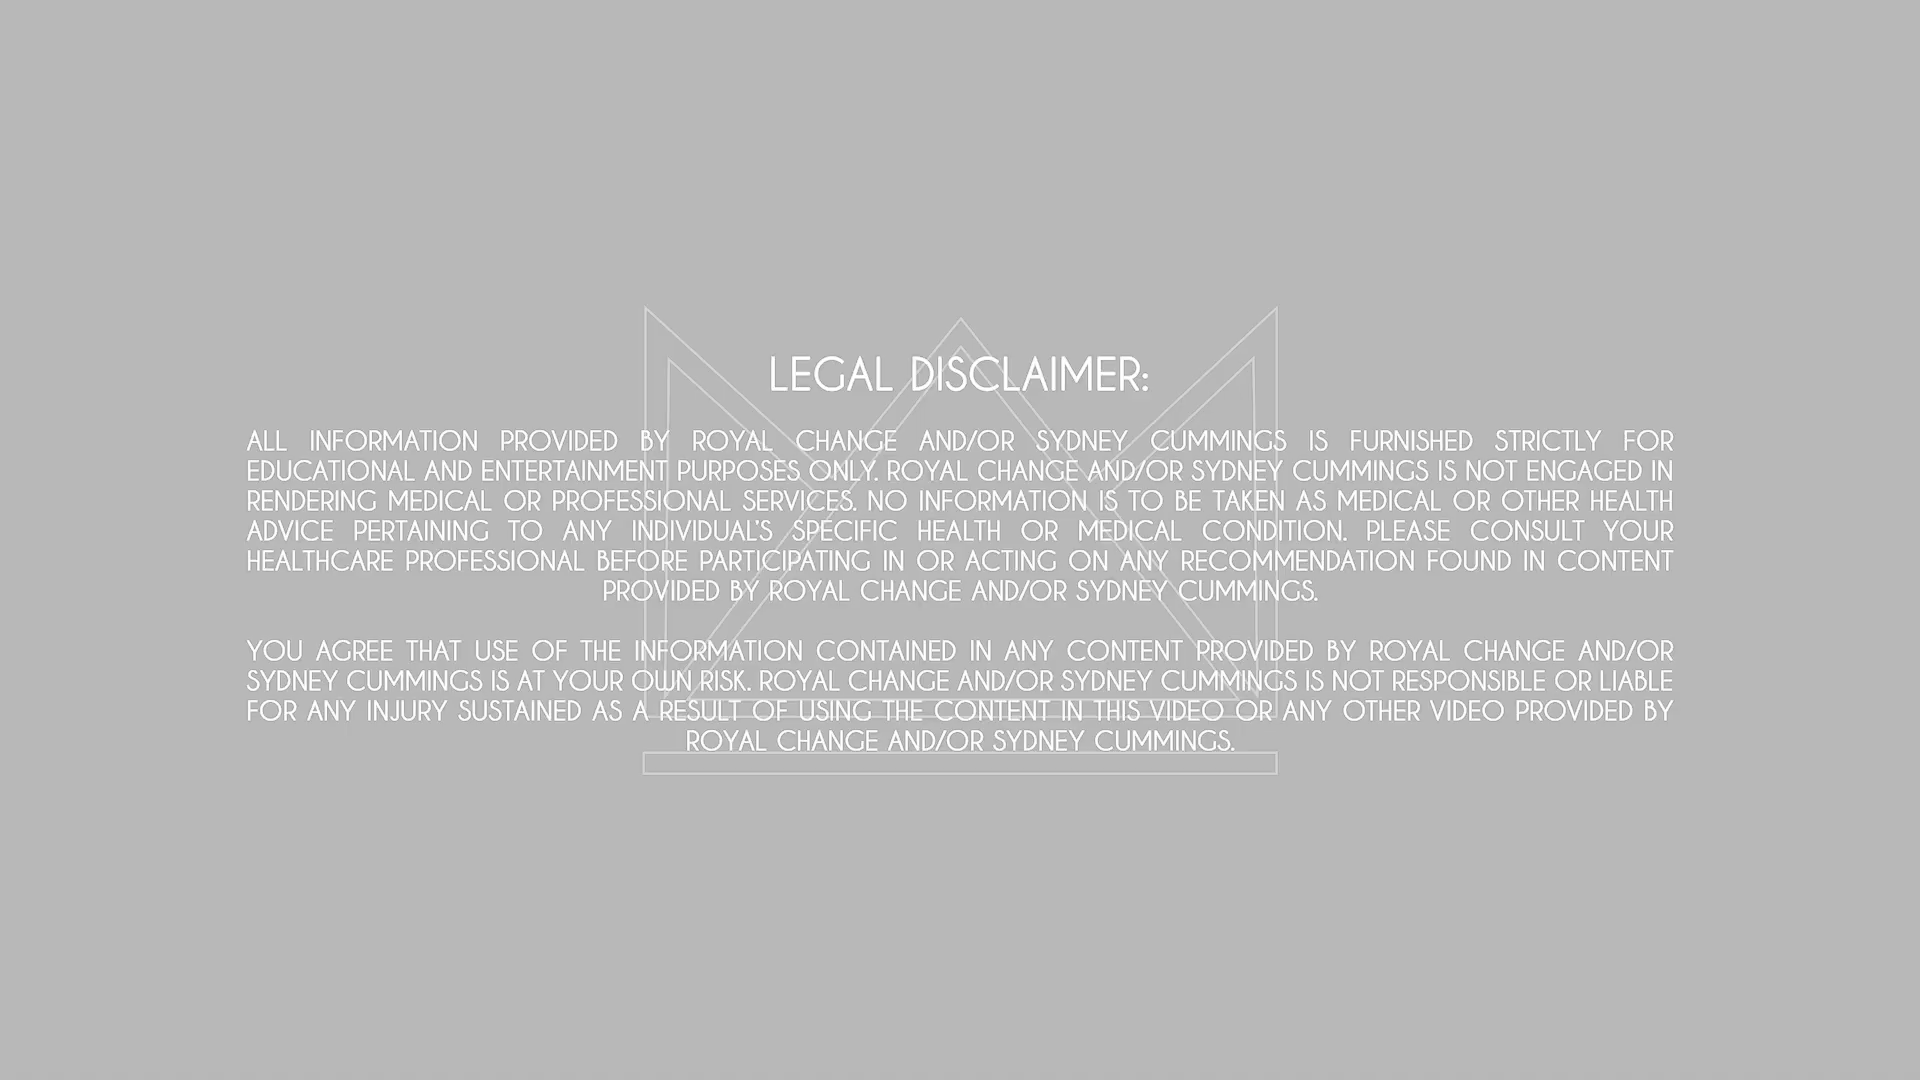 LEGAL DISCLAIMER:
ALL INFORMATION PROVIDED BY ROYAL CHANGE AND/OR SYDNEY CUMMINGS IS FURNISHED STRICTLY FOR
EDUCATIONAL AND ENTERTAINMENT PURPOSES ONLY. ROYAL CHANGE AND/OR SYDNEY CUMMINGS IS NOT ENGAGED IN
RENDERING MEDICAL OR PROFESSIONAL SERVICES. NO INFORMATION IS TO BE TAKEN AS MEDICAL OR OTHER HEALTH
ADVICE PERTAINING TO ANY INDIVIDUAL'S SPECIFIC HEALTH OR MEDICAL CONDITION. PLEASE CONSULT YOUR
HEALTHCARE PROFESSIONAL BEFORE PARTICIPATING IN OR ACTING ON ANY RECOMMENDATION FOUND IN CONTENT
PROVIDED BY ROYAL CHANGE AND/OR SYDNEY CUMMINGS.
YOU AGREE THAT USE OF THE INFORMATION CONTAINED IN ANY CONTENT PROVIDED BY ROYAL CHANGE AND/OR
SYDNEY CUMMINGS IS AT YOUR OWN RISK. ROYAL CHANGE AND/OR SYDNEY CUMMINGS IS NOT RESPONSIBLE OR LIABLE
FOR ANY INJURY SUSTAINED AS A RESULT OF USING THE CONTENT IN THIS VIDEO OR ANY OTHER VIDEO PROVIDED BY
ROYAL CHANGE AND/OR SYDNEY CUMMINGS.